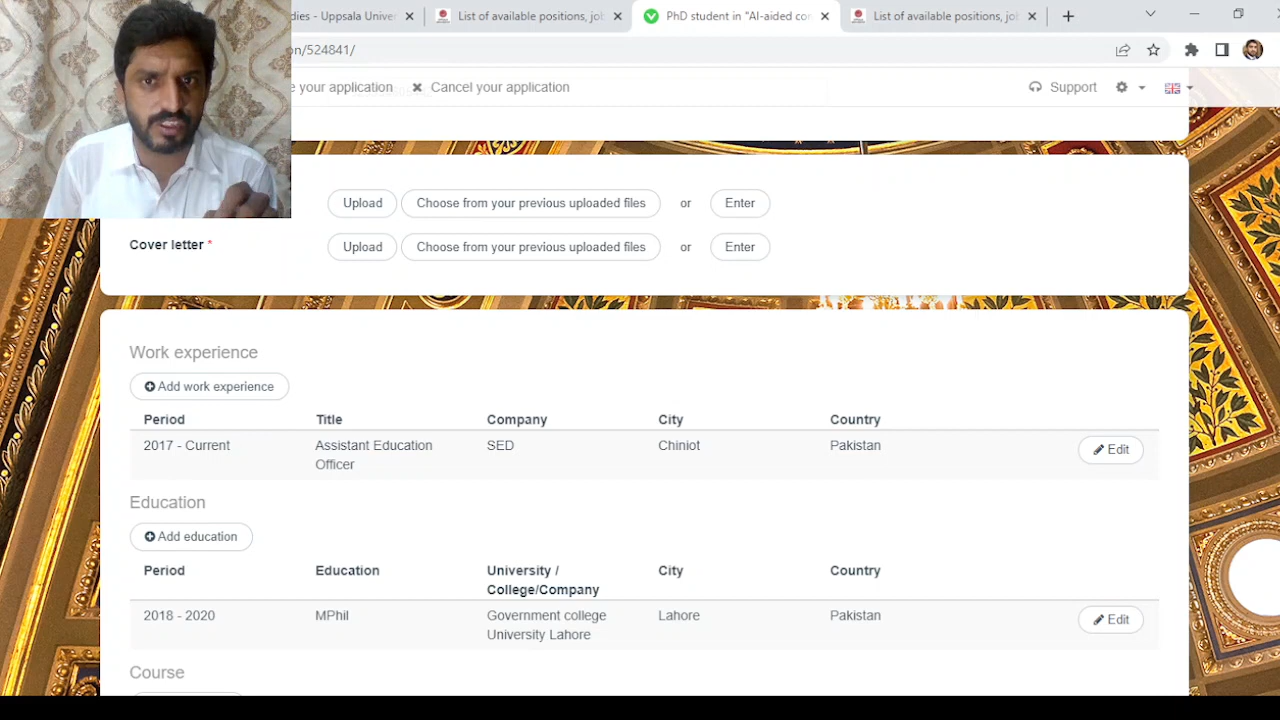 dies - Uppsala Univer
List of available positions, jo
PhD student in "AI-aided co
List of available positions, job
on/524841/
e your application
Cancel your application
Support
Upload
Choose from your previous uploaded files
or
Enter
Cover letter *
Upload
Choose from your previous uploaded files
or
Enter
Work experience
Add work experience
Period Title Company City Country
2017 - Current Assistant Education SED Chiniot Pakistan Edit
Officer
Education
Add education
Period Education University / City Country
College/Company
2018 - 2020 MPhil Government college Lahore Pakistan Edit
University Lahore
Course